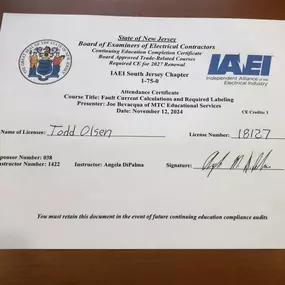 State of New Jersey
Board of Examiners of Electrical Contractors
Continuing Education Completion Certificate
Board Approved Trade-Related Courses
Required CE for 2027 Renewal
IAEI South Jersey Chapter
1-75-0
IAEI
Independent Alliance of the
Electrical Industry
Attendance Certificate
Course Title: Fault Current Calculations and Required Labeling
Presenter: Joe Bevacqua of MTC Educational Services
Date: November 12, 2024
CE Credits: 1
Name of Licensee: Todd Olsen License Number: 18127
Sponsor Number: 038
Instructor Number: 1422 Instructor: Angela DiPalma Signature:
You must retain this document in the event of future continuing education compliance audits